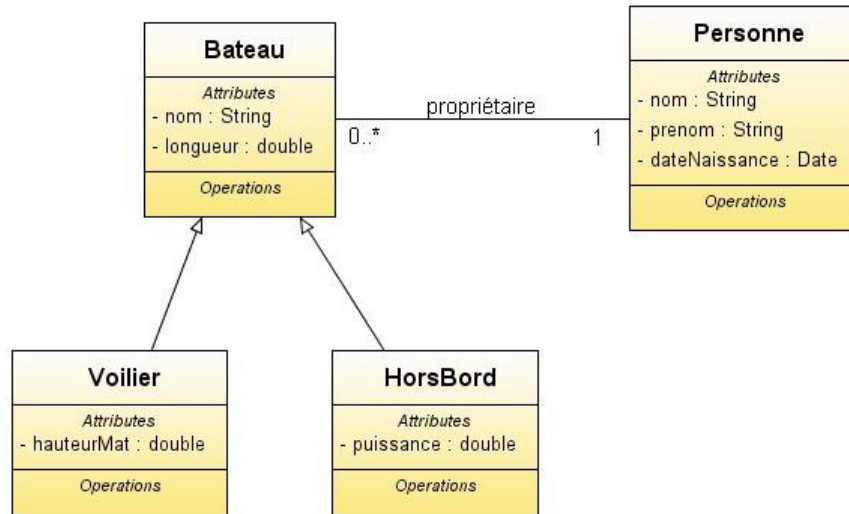 Bateau
Attributes
- nom : String
- longueur : double
Operations
propriétaire
0..*
1
Personne
Attributes
- nom : String
- prenom : String
- dateNaissance : Date
Operations
Voilier
Attributes
- hauteurMat : double
Operations
HorsBord
Attributes
- puissance : double
Operations